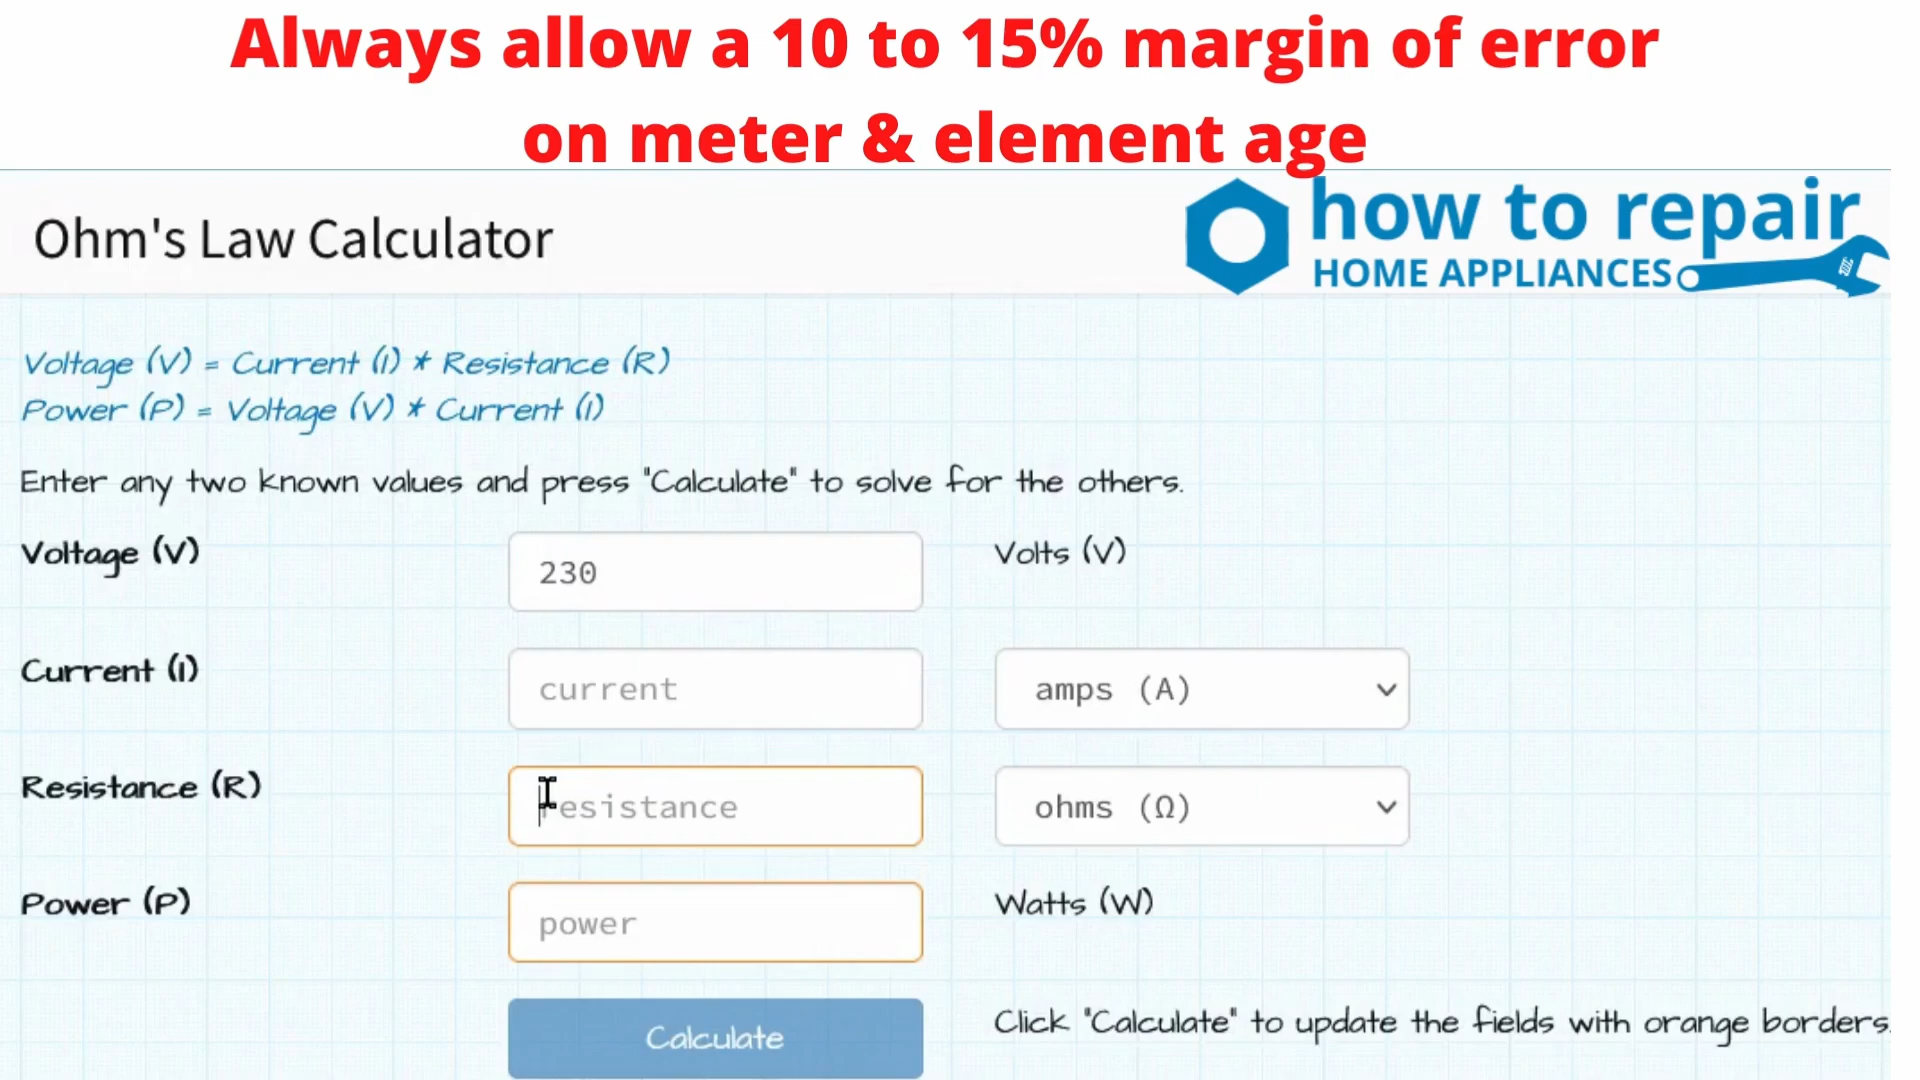 Always allow a 10 to 15% margin of error
on meter & element age
how to repair
HOME APPLIANCES
Ohm's Law Calculator
Voltage (V) = Current (I) * Resistance (R)
Power (P) = Voltage (V) * Current (I)
Enter any two known values and press "Calculate" to solve for the others.
Voltage (V) 230 Volts (V)
Current (I) current amps (A)
Resistance (R) resistance ohms (Ω)
Power (P) power Watts (W)
Calculate Click "Calculate" to update the fields with orange borders.